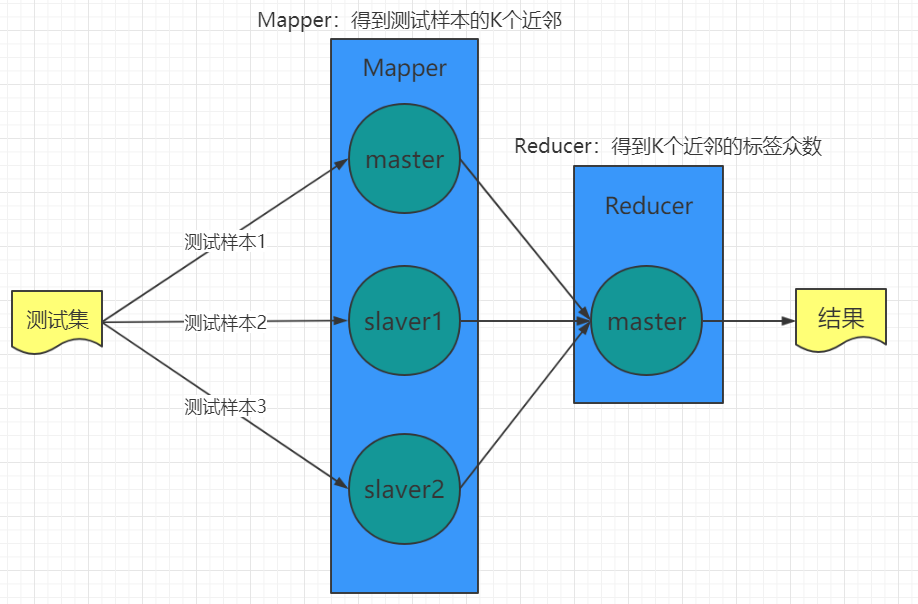 Mapper：得到测试样本的K个近邻
Mapper
master
Reducer：得到K个近邻的标签众数
Reducer
测试样本1
测试集
测试样本2
slaver1
master
结果
测试样本3
slaver2